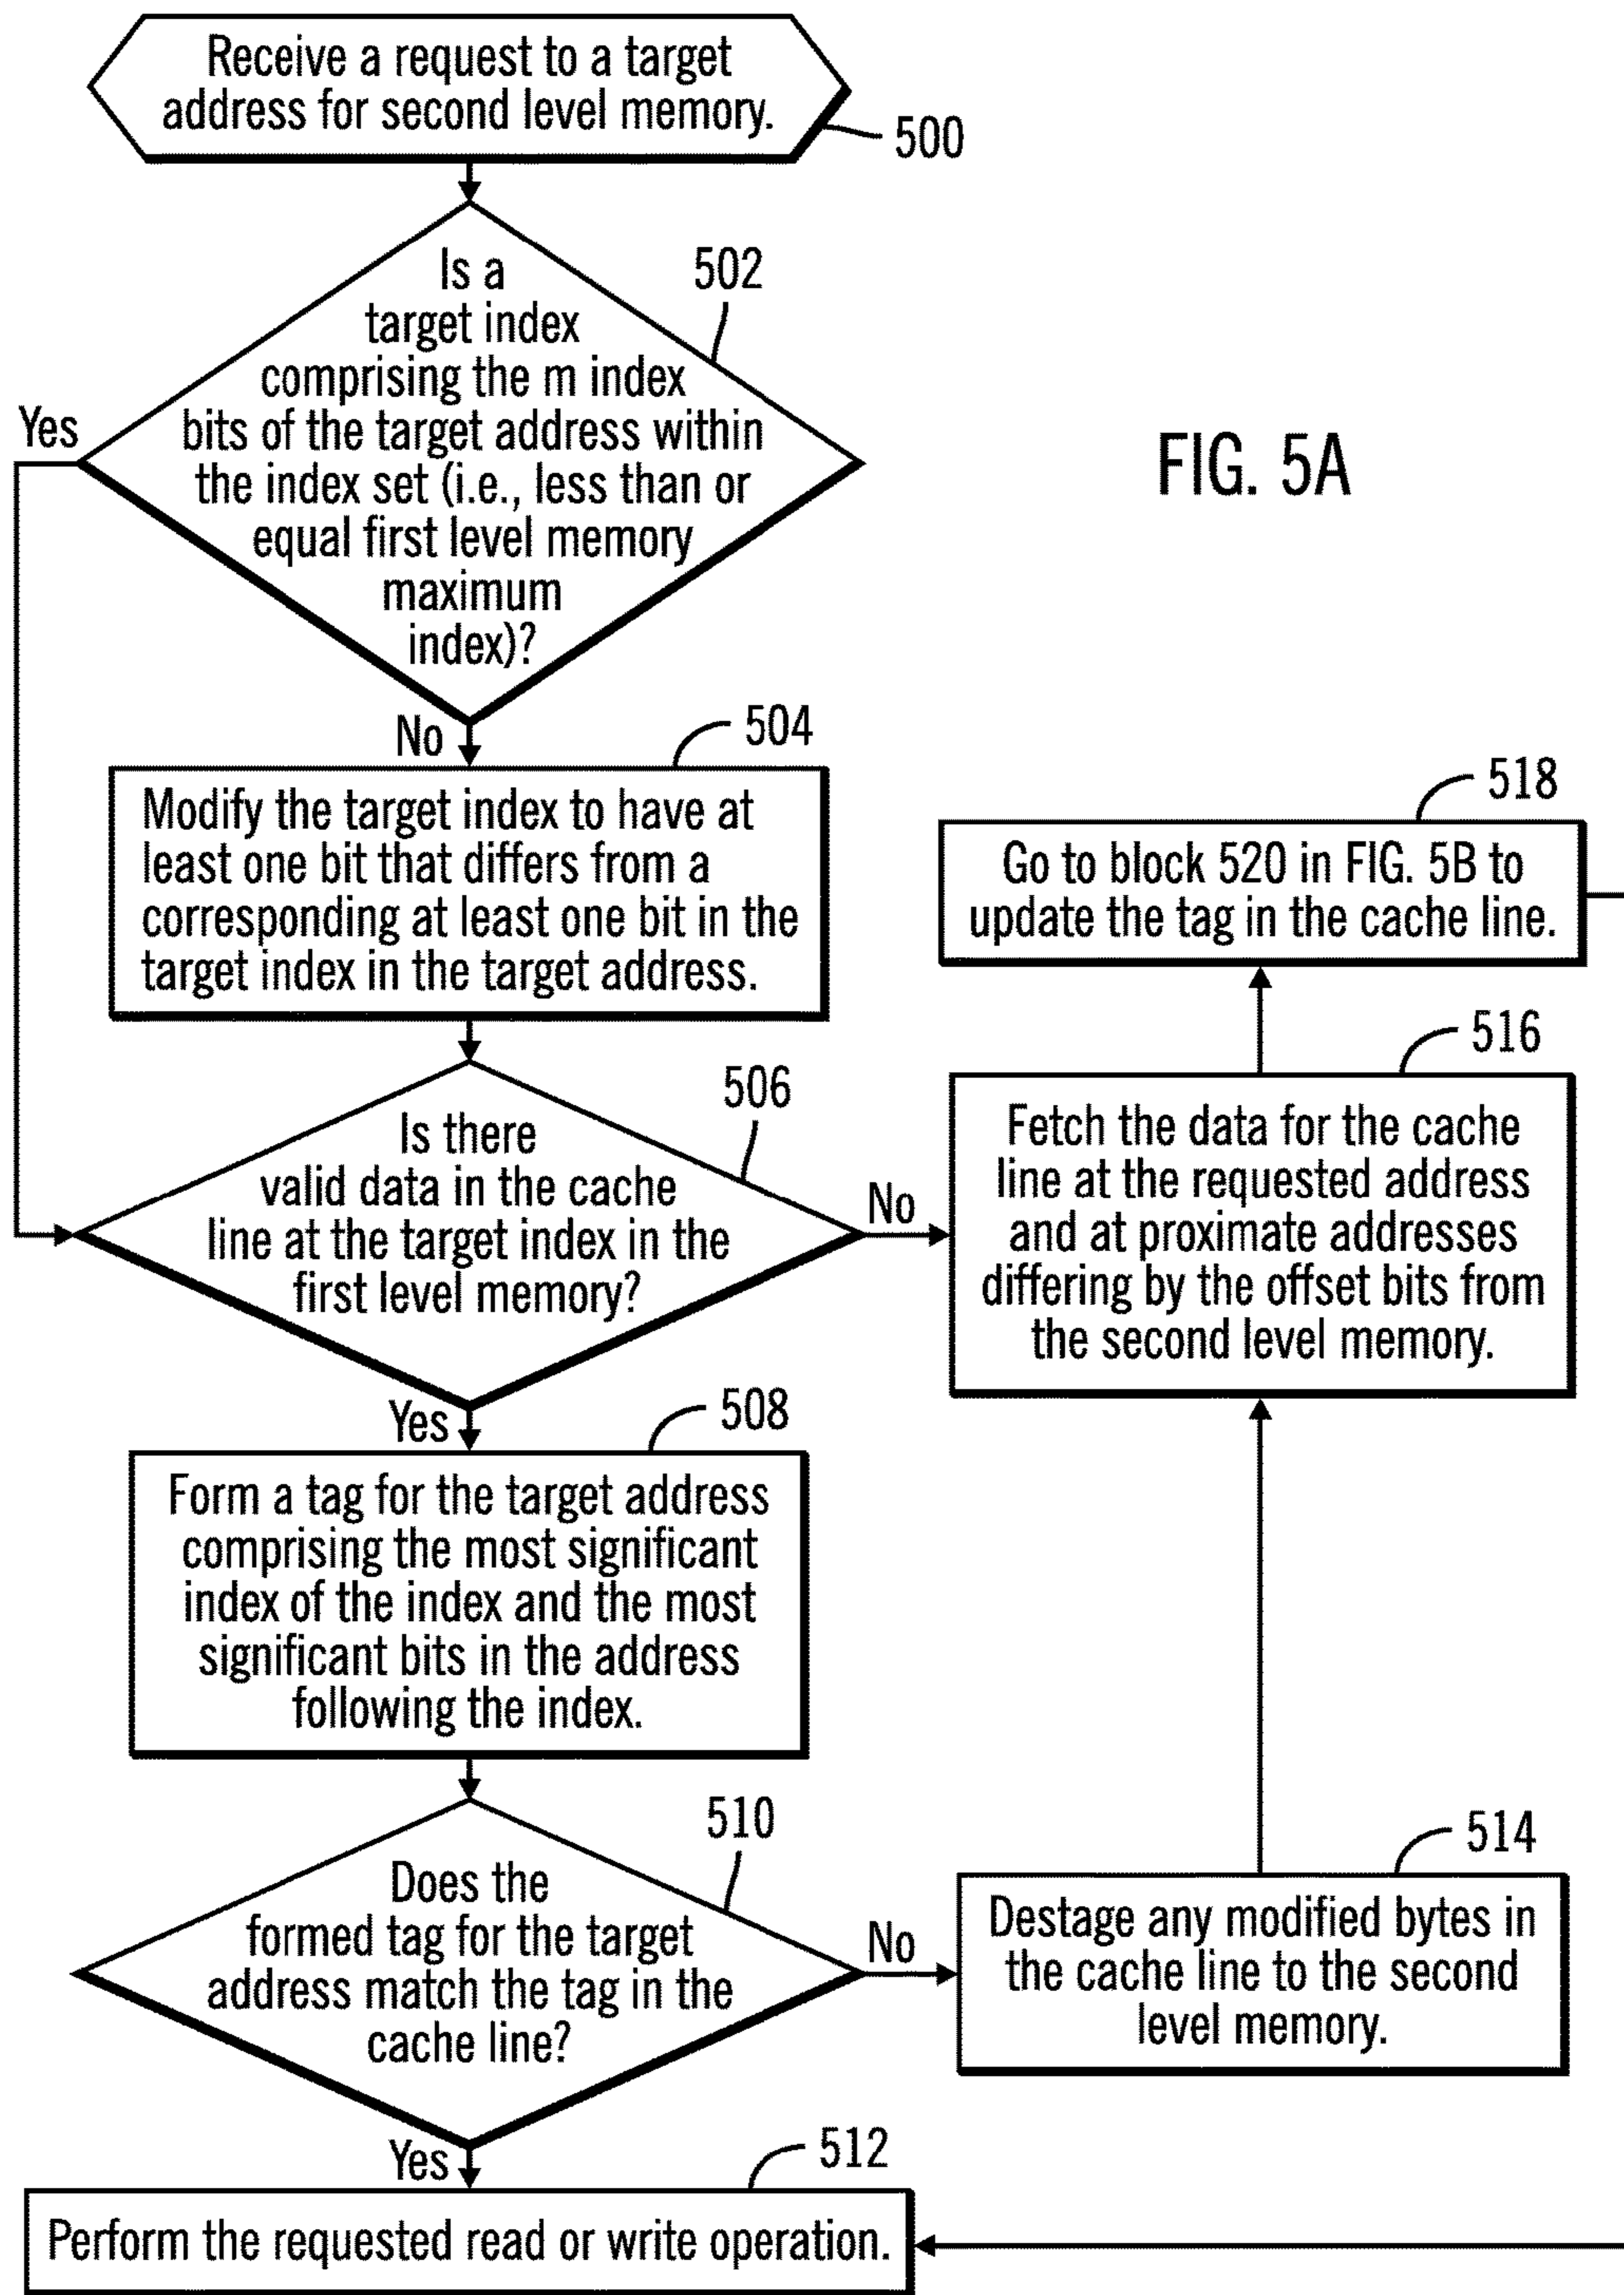 Receive a request to a target
address for second level memory.
500
Is a
target index
comprising the m index
bits of the target address within
the index set (i.e., less than or
equal first level memory
maximum
index)?
502
Yes
No
FIG. 5A
504
Modify the target index to have at
least one bit that differs from a
corresponding at least one bit in the
target index in the target address.
506
Is there
valid data in the cache
line at the target index in the
first level memory?
No
Yes
508
Form a tag for the target address
comprising the most significant
index of the index and the most
significant bits in the address
following the index.
510
Does the
formed tag for the target
address match the tag in the
cache line?
No
Yes
512
Perform the requested read or write operation.
514
Destage any modified bytes in
the cache line to the second
level memory.
516
Fetch the data for the cache
line at the requested address
and at proximate addresses
differing by the offset bits from
the second level memory.
518
Go to block 520 in FIG. 5B to
update the tag in the cache line.